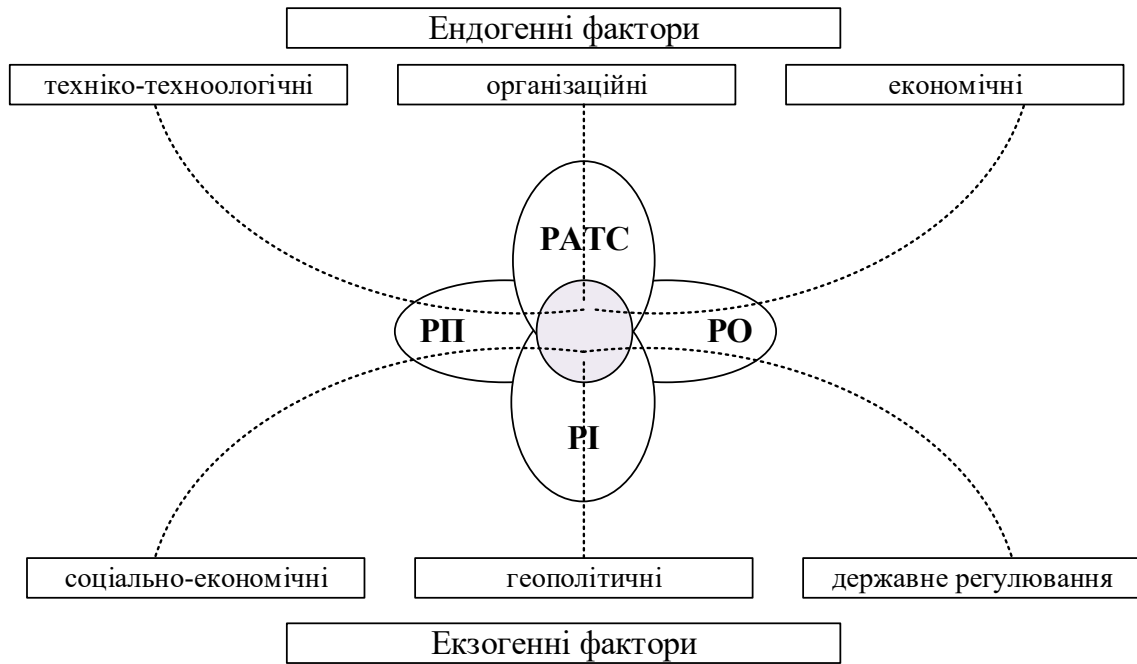 Ендогенні фактори
техніко-техноологічні
організаційні
економічні
РАТС
РП
РО
РІ
соціально-економічні
геополітичні
державне регулювання
Екзогенні фактори